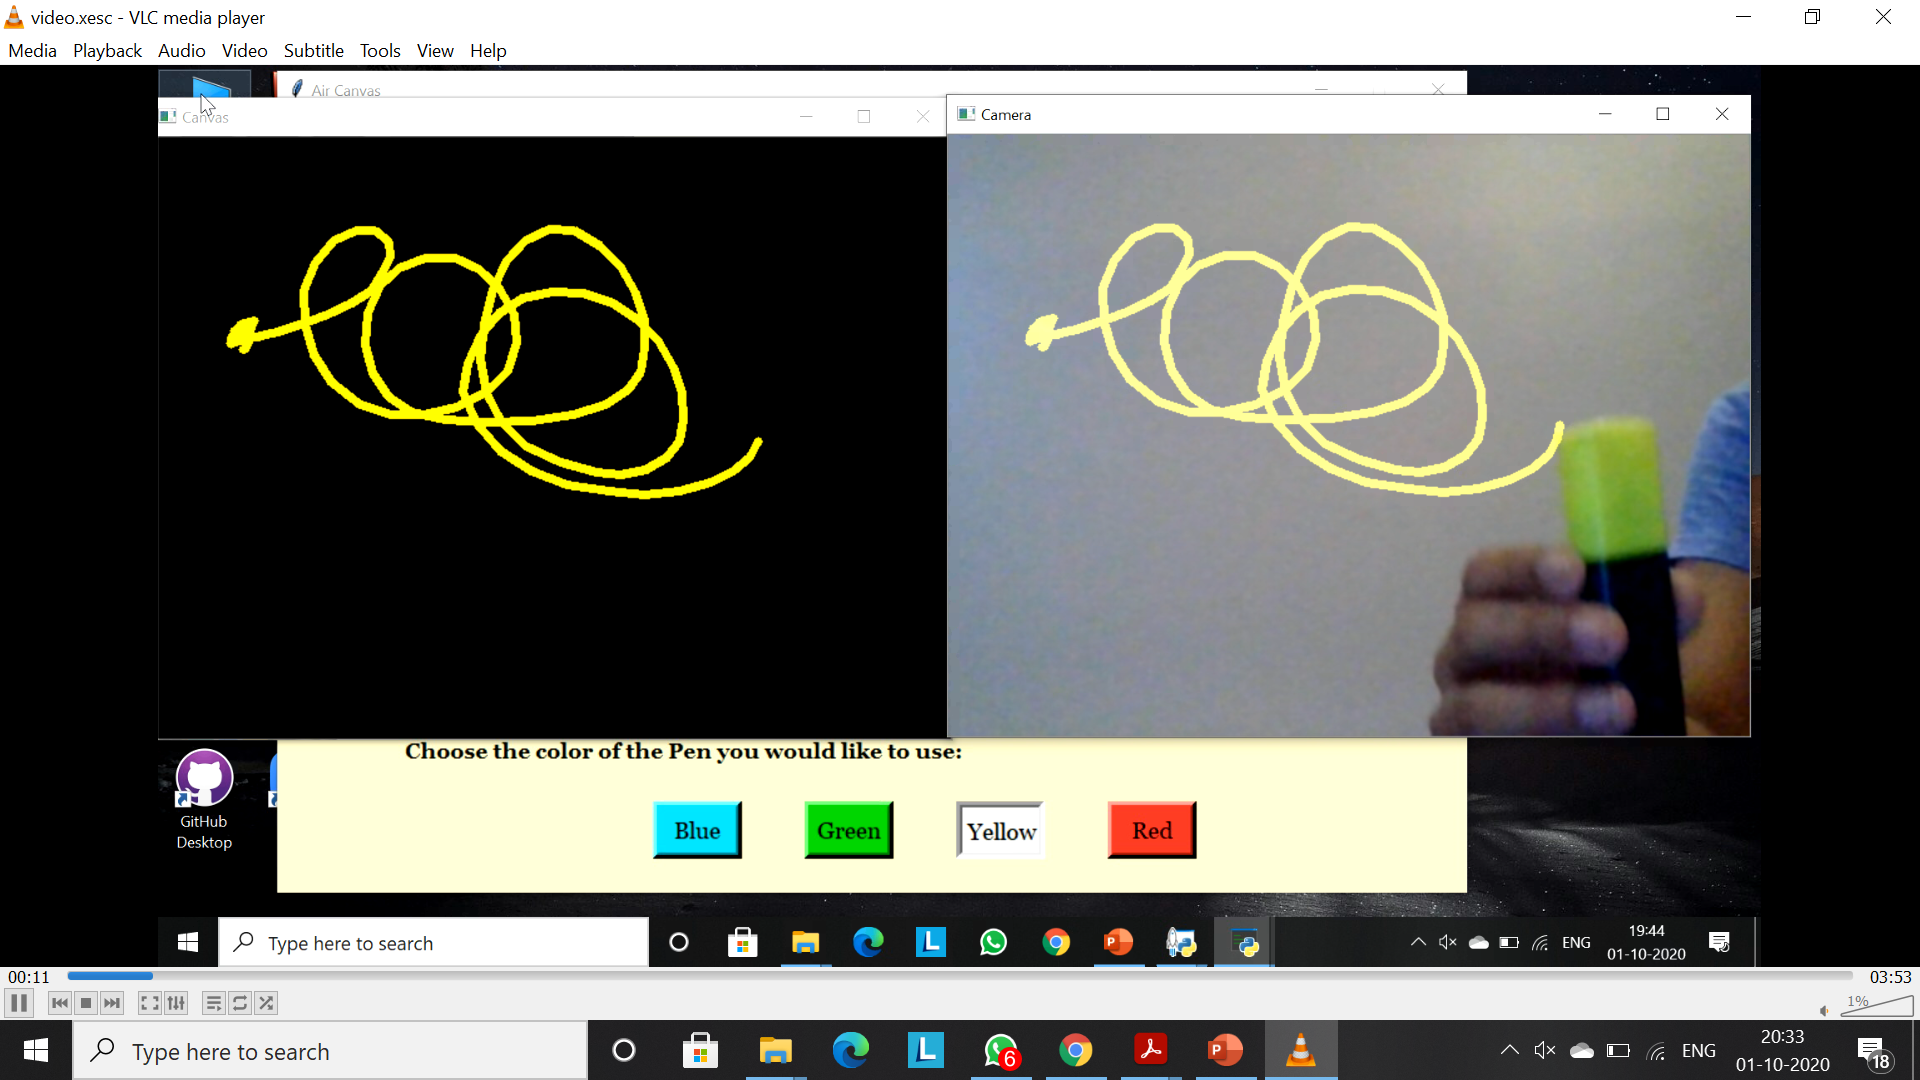 video.xesc - VLC media player
Media Playback Audio Video Subtitle Tools View Help
Air Canvas
Canvas
Camera
Choose the color of the Pen you would like to use:
Blue
Green
Yellow
Red
GitHub
Desktop
Type here to search
L
P
ENG
19:44
01-10-2020
00:11
03:53
1%
Type here to search
L
6
P
ENG
20:33
01-10-2020
18